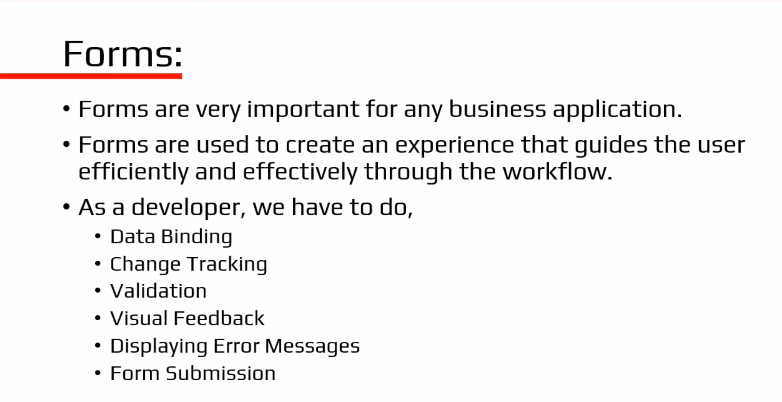 Forms:
• Forms are very important for any business application.
• Forms are used to create an experience that guides the user
efficiently and effectively through the workflow.
• As a developer, we have to do,
• Data Binding
• Change Tracking
• Validation
• Visual Feedback
• Displaying Error Messages
• Form Submission